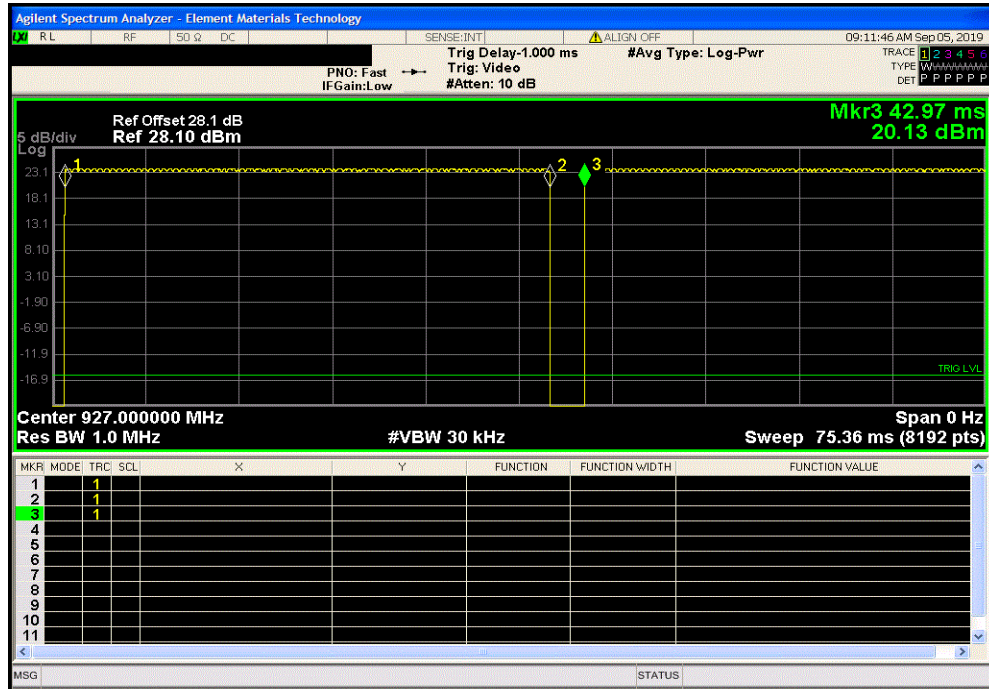 Agilent Spectrum Analyzer - Element Materials Technology
LXI RL RF 50 Ω DC SENSE:INT ALIGN OFF 09:11:46 AM Sep 05, 2019
Trig Delay-1.000 ms #Avg Type: Log-Pwr TRACE 1 2 3 4 5 6
PNO: Fast Trig: Video TYPE
IFGain:Low #Atten: 10 dB DET P P P P P P
Mkr3 42.97 ms
20.13 dBm
Ref Offset 28.1 dB
5 dB/div Ref 28.10 dBm
Log
1 2 3
23.1
18.1
13.1
8.10
3.10
-1.90
-6.90
-11.9
TRIG LVL
-16.9
Center 927.000000 MHz Span 0 Hz
Res BW 1.0 MHz #VBW 30 kHz Sweep 75.36 ms (8192 pts)
MKR MODE TRC SCL X Y FUNCTION FUNCTION WIDTH FUNCTION VALUE
1 1
2 1
3 1
4
5
6
7
8
9
10
11
MSG STATUS